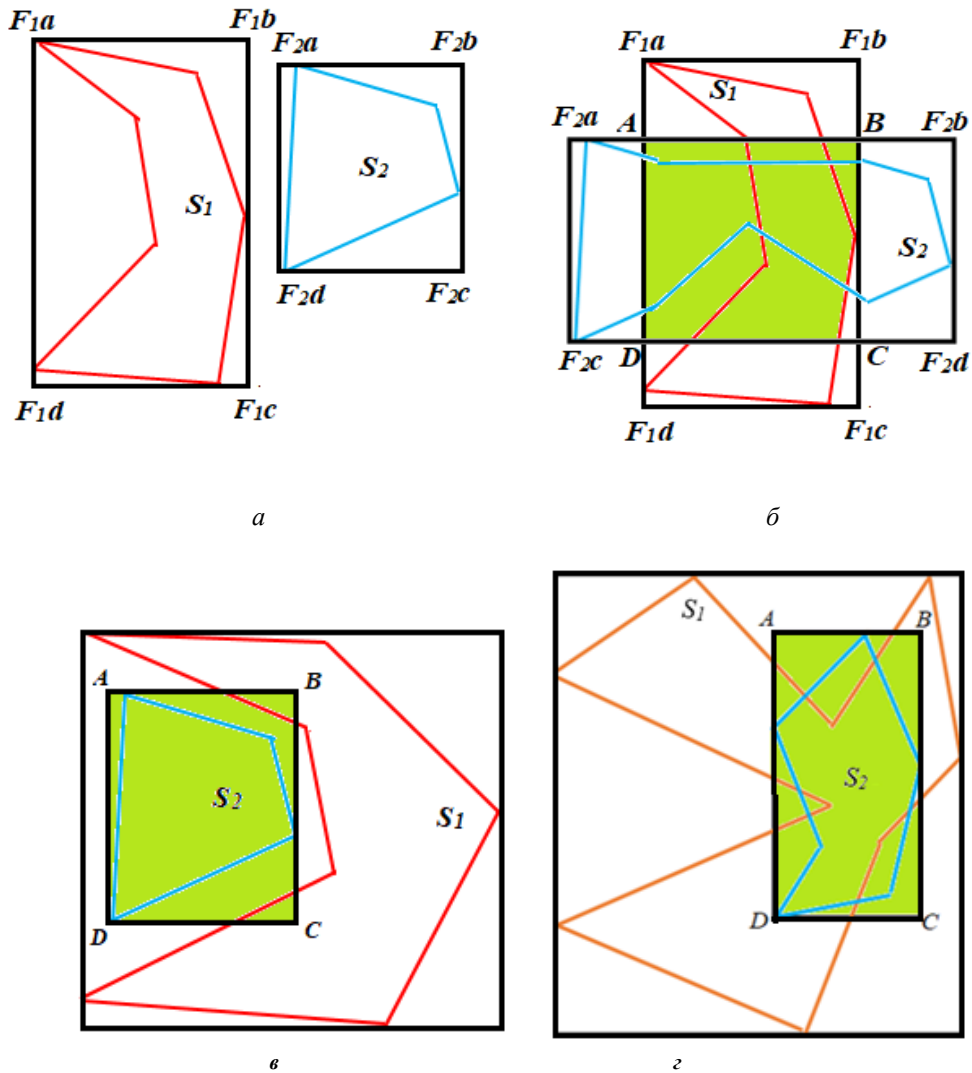 F₁a F₁b
F₂a F₂b
S₁
S₂
F₂d F₂c
F₁d F₁c
а
F₁a F₁b
S₁
F₂a A B F₂b
S₂
F₂c D C F₂d
F₁d F₁c
б
A B
S₂ S₁
D C
в
S₁ A B
S₂
D C
г